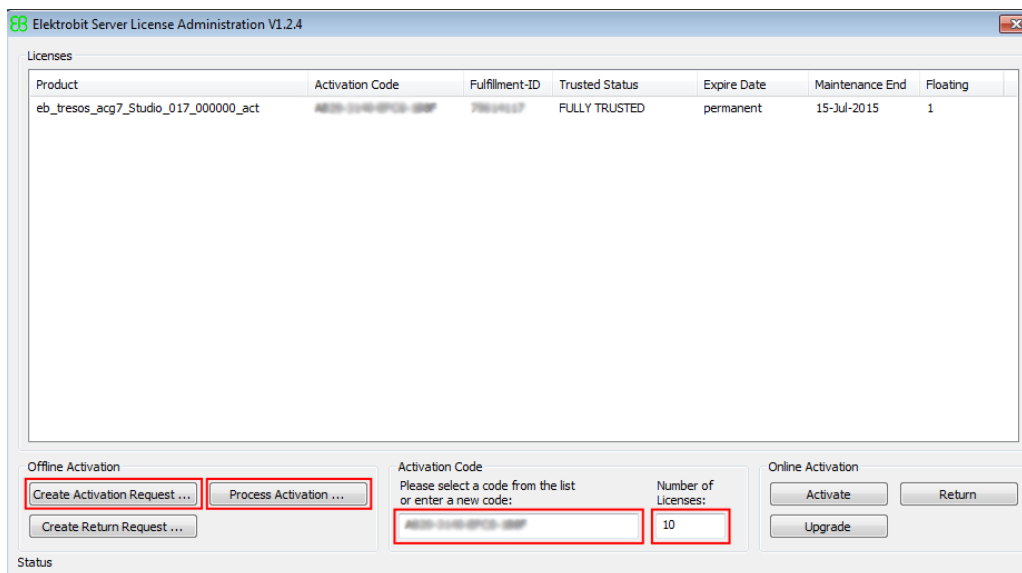 EB Elektrobit Server License Administration V1.2.4
Licenses
Product Activation Code Fulfillment-ID Trusted Status Expire Date Maintenance End Floating
eb_tresos_acg7_Studio_017_000000_act FULLY TRUSTED permanent 15-Jul-2015 1
Offline Activation
Create Activation Request ... Process Activation ...
Create Return Request ...
Activation Code
Please select a code from the list
or enter a new code:
Number of
Licenses:
10
Online Activation
Activate Return
Upgrade
Status